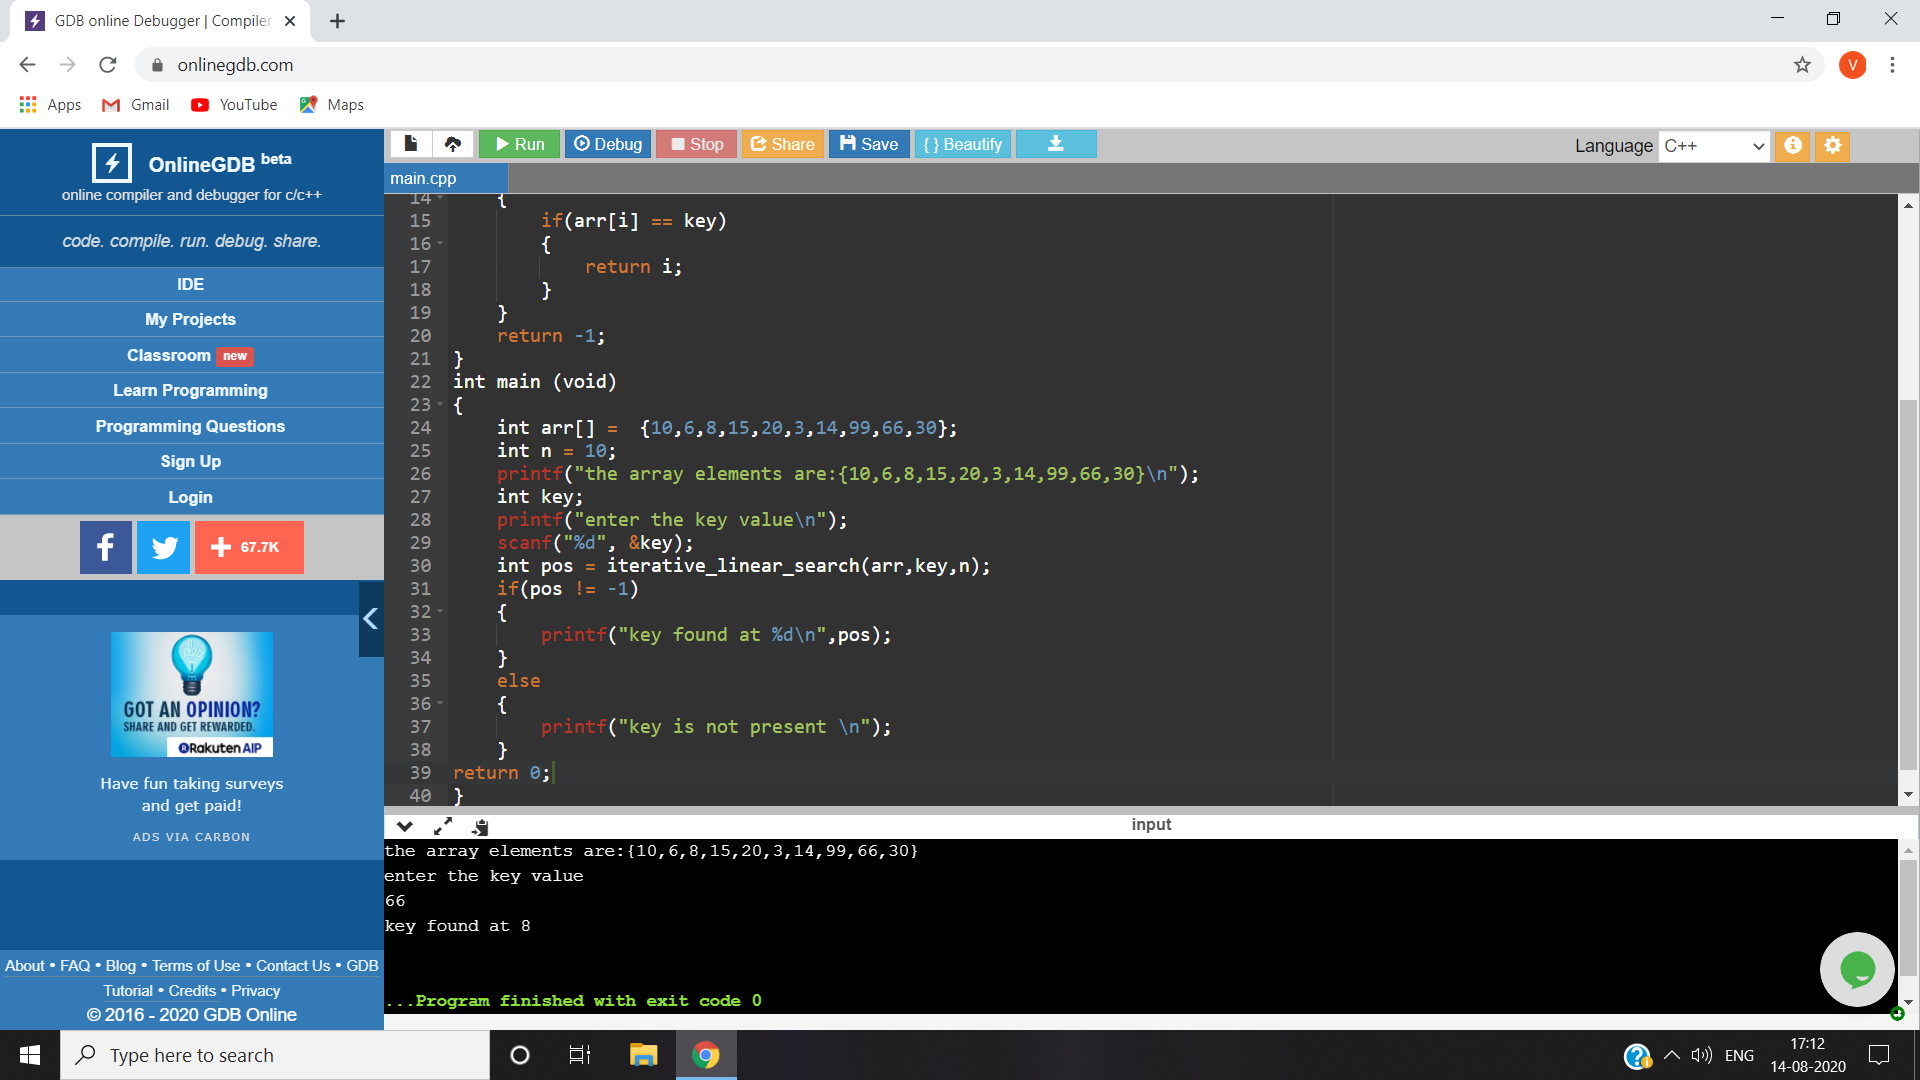 GDB online Debugger | Compiler
onlinegdb.com
V
Apps Gmail YouTube Maps
OnlineGDB beta
online compiler and debugger for c/c++
code. compile. run. debug. share.
IDE
My Projects
Classroom new
Learn Programming
Programming Questions
Sign Up
Login
67.7K
GOT AN OPINION?
SHARE AND GET REWARDED.
Rakuten AIP
Have fun taking surveys
and get paid!
ADS VIA CARBON
About • FAQ • Blog • Terms of Use • Contact Us • GDB
Tutorial • Credits • Privacy
© 2016 - 2020 GDB Online
Run Debug Stop Share Save { } Beautify
Language C++
main.cpp
14 {
15 if(arr[i] == key)
16 {
17 return i;
18 }
19 }
20 return -1;
21 }
22 int main (void)
23 {
24 int arr[] =  {10,6,8,15,20,3,14,99,66,30};
25 int n = 10;
26 printf("the array elements are:{10,6,8,15,20,3,14,99,66,30}\n");
27 int key;
28 printf("enter the key value\n");
29 scanf("%d", &key);
30 int pos = iterative_linear_search(arr,key,n);
31 if(pos != -1)
32 {
33 printf("key found at %d\n",pos);
34 }
35 else
36 {
37 printf("key is not present \n");
38 }
39 return 0;
40 }
input
the array elements are:{10,6,8,15,20,3,14,99,66,30}
enter the key value
66
key found at 8
...Program finished with exit code 0
Type here to search
ENG
17:12
14-08-2020